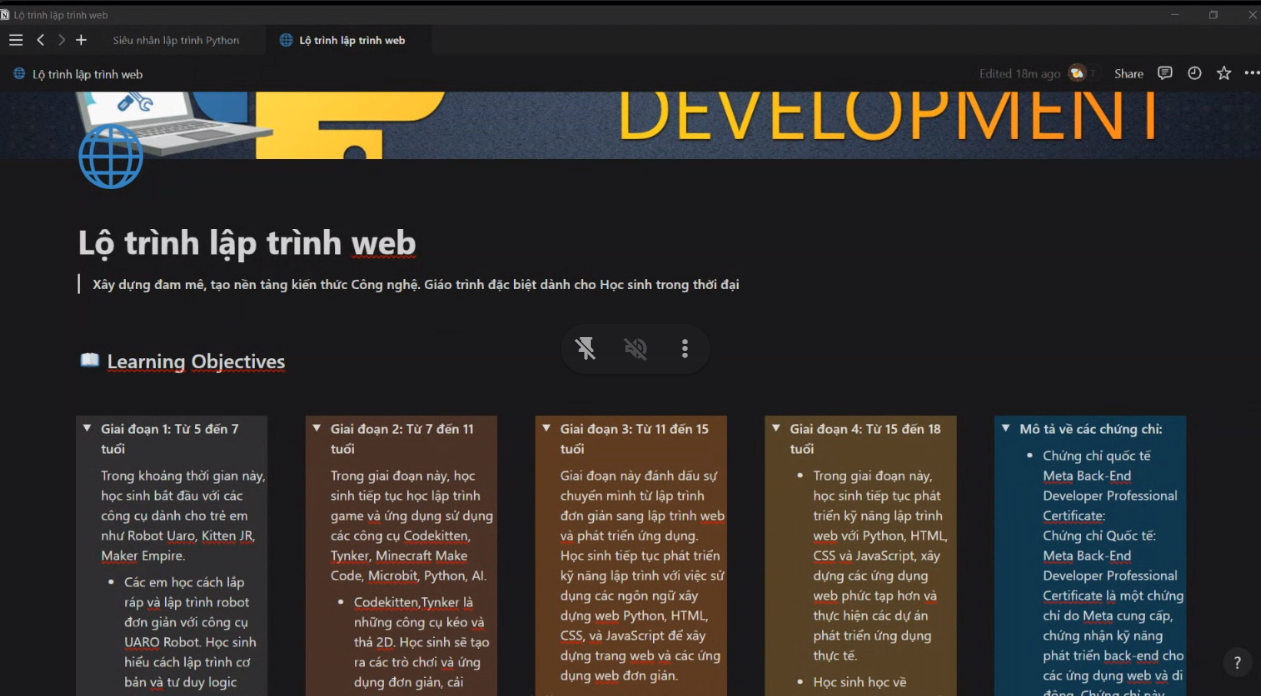 Lộ trình lập trình web
Siêu nhân lập trình Python
Lộ trình lập trình web
Lộ trình lập trình web
Edited 18m ago
Share
DEVELOPMENT
Lộ trình lập trình web
Xây dựng đam mê, tạo nền tảng kiến thức Công nghệ. Giáo trình đặc biệt dành cho Học sinh trong thời đại
Learning Objectives
Giai đoạn 1: Từ 5 đến 7
tuổi
Trong khoảng thời gian này,
học sinh bắt đầu với các
công cụ dành cho trẻ em
như Robot Uaro, Kitten JR,
Maker Empire.
• Các em học cách lắp
ráp và lập trình robot
đơn giản với công cụ
UARO Robot. Học sinh
hiểu cách lập trình cơ
bản và tư duy logic
Giai đoạn 2: Từ 7 đến 11
tuổi
Trong giai đoạn này, học
sinh tiếp tục học lập trình
game và ứng dụng sử dụng
các công cụ Codekitten,
Tynker, Minecraft Make
Code, Microbit, Python, AI.
• Codekitten,Tynker là
những công cụ kéo và
thả 2D. Học sinh sẽ tạo
ra các trò chơi và ứng
dụng đơn giản, cải
Giai đoạn 3: Từ 11 đến 15
tuổi
Giai đoạn này đánh dấu sự
chuyển mình từ lập trình
đơn giản sang lập trình web
và phát triển ứng dụng.
Học sinh tiếp tục phát triển
kỹ năng lập trình với việc sử
dụng các ngôn ngữ xây
dựng web Python, HTML,
CSS, và JavaScript để xây
dựng trang web và các ứng
dụng web đơn giản.
Giai đoạn 4: Từ 15 đến 18
tuổi
• Trong giai đoạn này,
học sinh tiếp tục phát
triển kỹ năng lập trình
web với Python, HTML,
CSS và JavaScript, xây
dựng các ứng dụng
web phức tạp hơn và
thực hiện các dự án
phát triển ứng dụng
thực tế.
• Học sinh học về
Mô tả về các chứng chỉ:
• Chứng chỉ quốc tế
Meta Back-End
Developer Professional
Certificate:
Chứng chỉ Quốc tế:
Meta Back-End
Developer Professional
Certificate là một chứng
chỉ do Meta cung cấp,
chứng nhận kỹ năng
phát triển back-end cho
các ứng dụng web và di
động. Chứng chỉ này
?